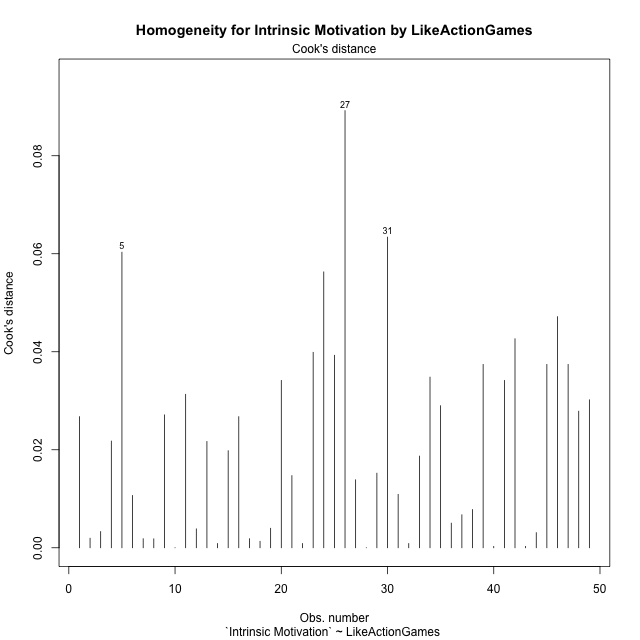 Homogeneity for Intrinsic Motivation by LikeActionGames
Cook's distance
27
31
5
0.08
0.06
0.04
0.02
0.00
Cook's distance
0 10 20 30 40 50
Obs. number
`Intrinsic Motivation` ~ LikeActionGames